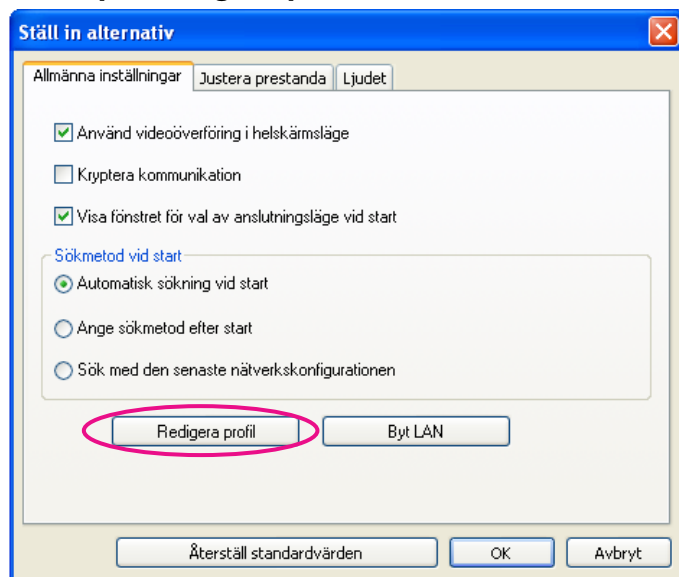 Ställ in alternativ
Allmänna inställningar Justera prestanda Ljudet
Använd videoöverföring i helskärmsläge
Kryptera kommunikation
Visa fönstret för val av anslutningsläge vid start
Sökmetod vid start
Automatisk sökning vid start
Ange sökmetod efter start
Sök med den senaste nätverkskonfigurationen
Redigera profil Byt LAN
Återställ standardvärden OK Avbryt